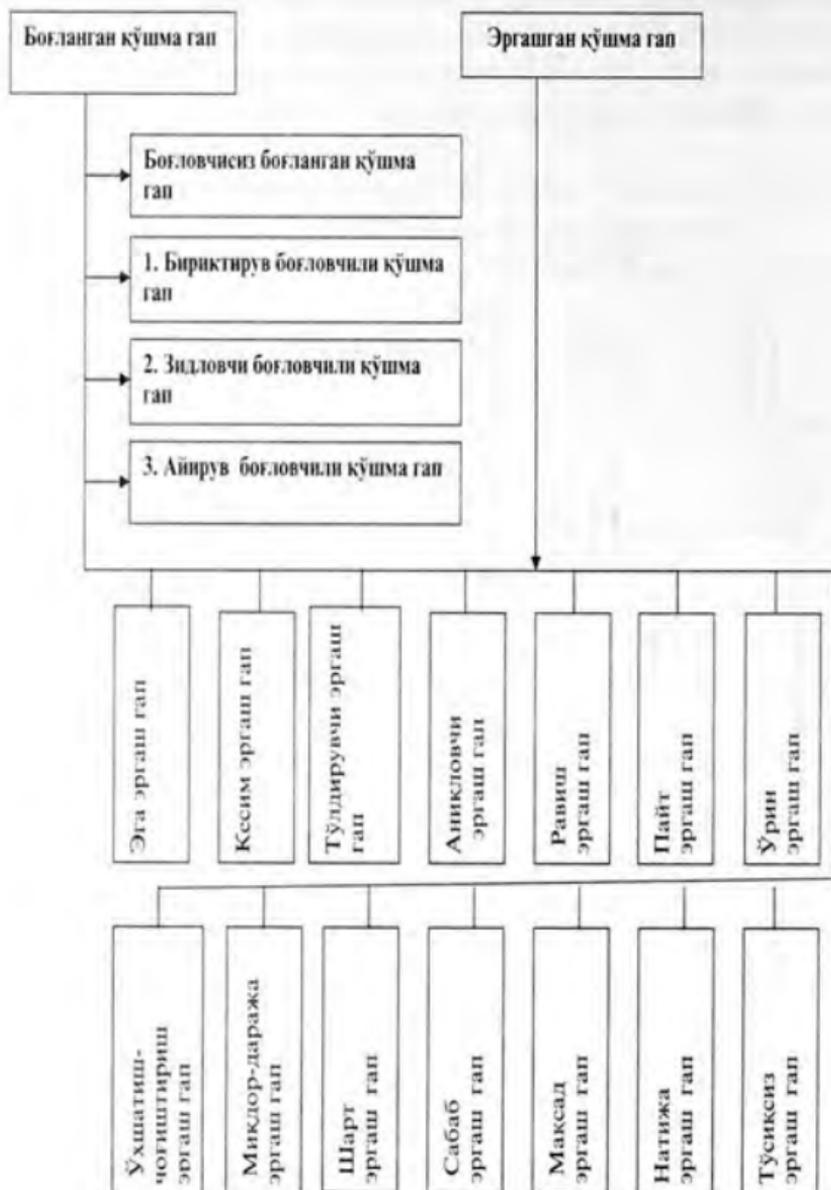 Боғланган қўшма гап
Эргашган қўшма гап
Боғловчисиз боғланган қўшма
гап
1. Бириктирув боғловчили қўшма
гап
2. Зидловчи боғловчили қўшма
гап
3. Айирув боғловчили қўшма гап
Эга эргаш гап
Кесим эргаш гап
Тўлдирувчи эргаш
гап
Аникловчи
эргаш гап
Равиш
эргаш гап
Пайт
эргаш гап
Ўрин
эргаш гап
Ўхшатиш-
чоғиштириш
эргаш гап
Миқдор-даража
эргаш гап
Шарт
эргаш гап
Сабаб
эргаш гап
Мақсад
эргаш гап
Натижа
эргаш гап
Тўсиқсиз
эргаш гап